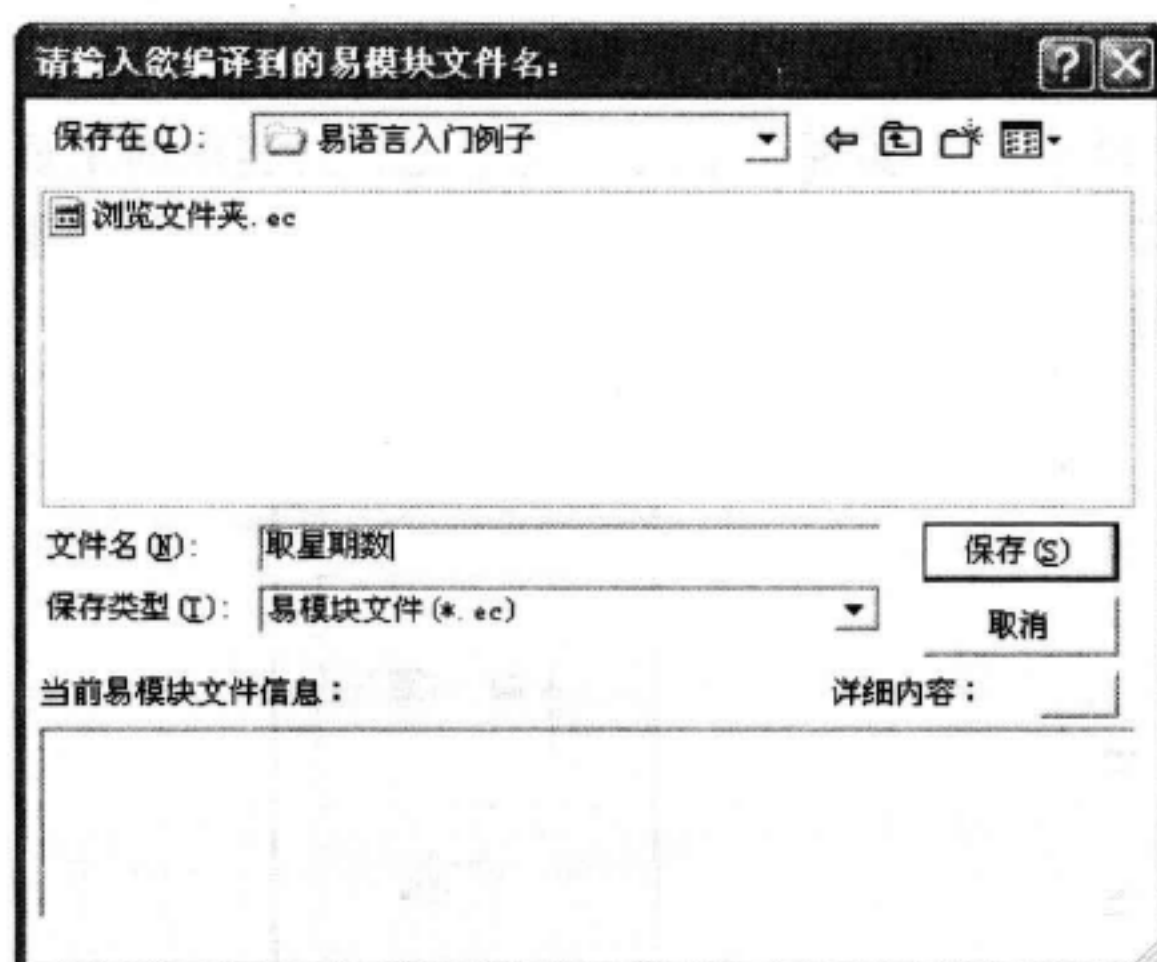 请输入欲编译到的易模块文件名：
保存在(I)： 易语言入门例子
浏览文件夹.ec
文件名(N)： 取星期数 保存(S)
保存类型(T)： 易模块文件(*.ec) 取消
当前易模块文件信息： 详细内容：